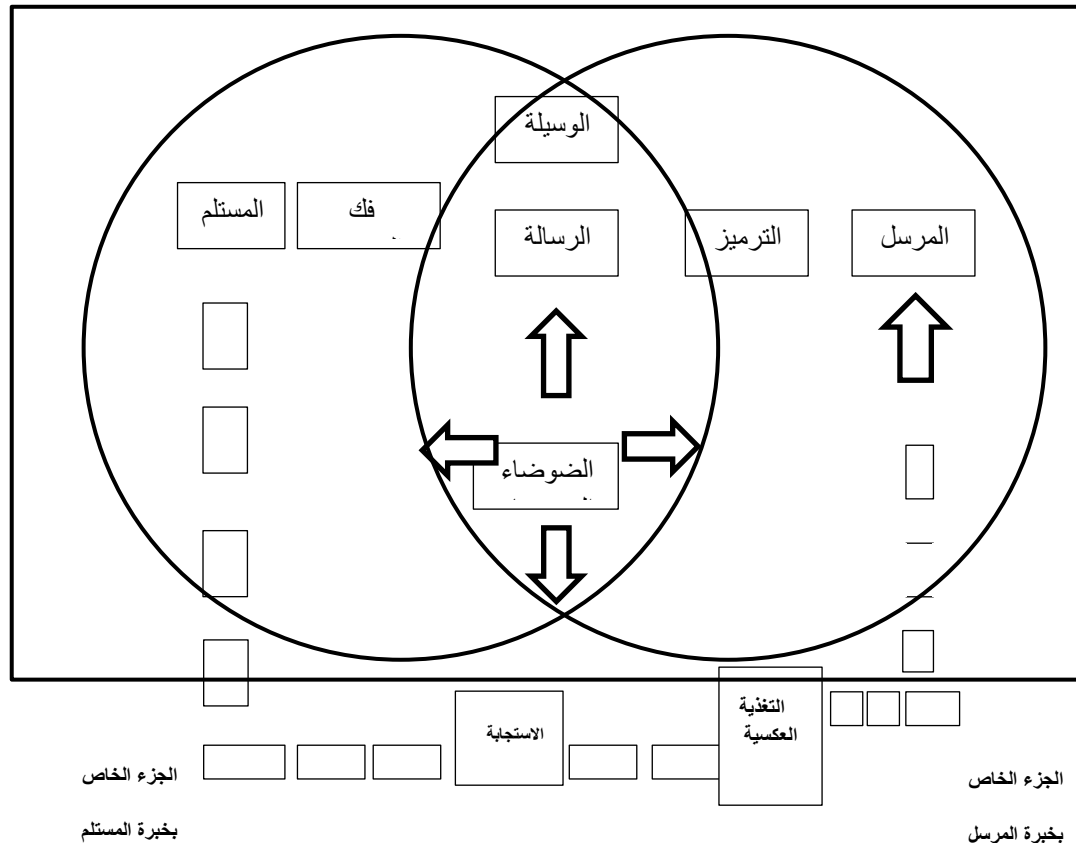 الوسيلة
المرسل
الترميز
الرسالة
فك
المستلم
الضوضاء
التغذية
العكسية
الاستجابة
الجزء الخاص
بخبرة المرسل
الجزء الخاص
بخبرة المستلم